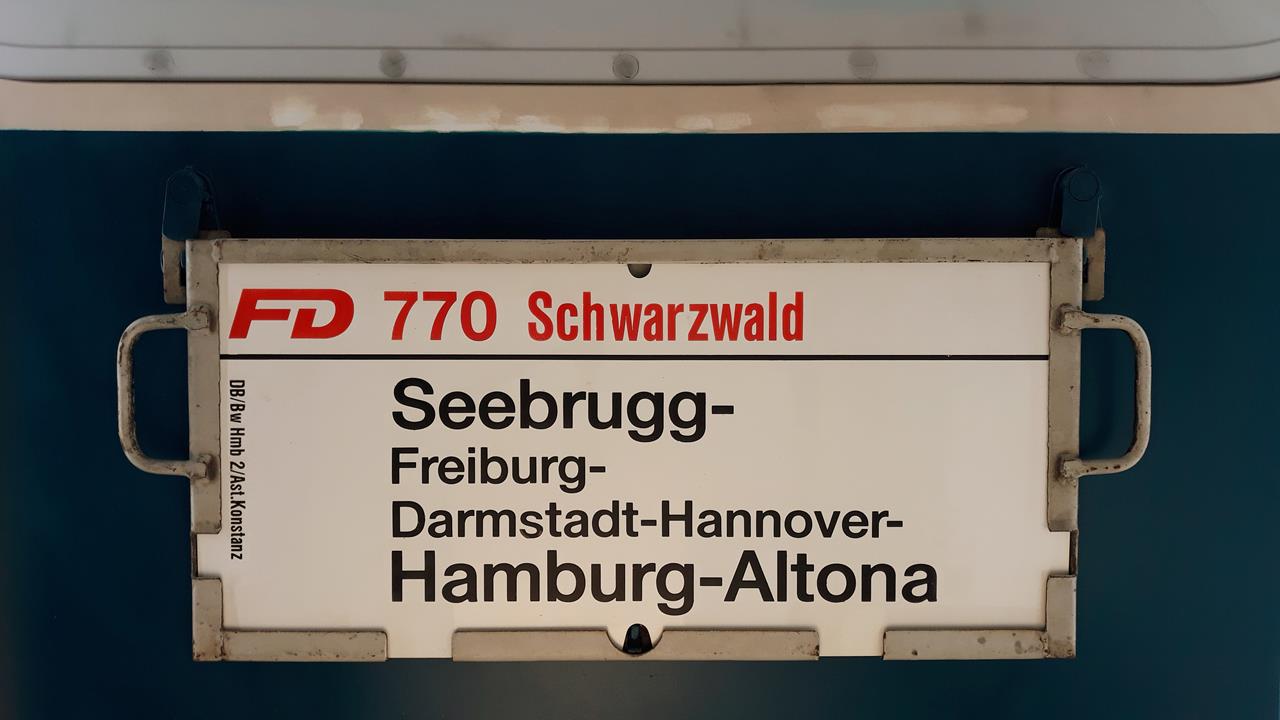 FD 770 Schwarzwald
DB/Bw Hmb 2/Ast.Konstanz
Seebrugg-
Freiburg-
Darmstadt-Hannover-
Hamburg-Altona